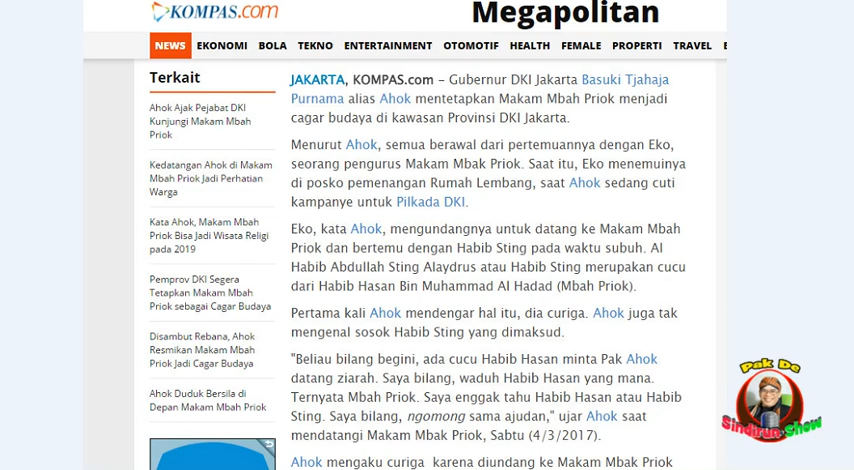 KOMPAS.com
Megapolitan
NEWS EKONOMI BOLA TEKNO ENTERTAINMENT OTOMOTIF HEALTH FEMALE PROPERTI TRAVEL
Terkait
Ahok Ajak Pejabat DKI
Kunjungi Makam Mbah
Priok
Kedatangan Ahok di Makam
Mbah Priok Jadi Perhatian
Warga
Kata Ahok, Makam Mbah
Priok Bisa Jadi Wisata Religi
pada 2019
Pemprov DKI Segera
Tetapkan Makam Mbah
Priok sebagai Cagar Budaya
Disambut Rebana, Ahok
Resmikan Makam Mbah
Priok Jadi Cagar Budaya
Ahok Duduk Bersila di
Depan Makam Mbah Priok
JAKARTA, KOMPAS.com – Gubernur DKI Jakarta Basuki Tjahaja
Purnama alias Ahok mentetapkan Makam Mbah Priok menjadi
cagar budaya di kawasan Provinsi DKI Jakarta.
Menurut Ahok, semua berawal dari pertemuannya dengan Eko,
seorang pengurus Makam Mbak Priok. Saat itu, Eko menemuinya
di posko pemenangan Rumah Lembang, saat Ahok sedang cuti
kampanye untuk Pilkada DKI.
Eko, kata Ahok, mengundangnya untuk datang ke Makam Mbah
Priok dan bertemu dengan Habib Sting pada waktu subuh. Al
Habib Abdullah Sting Alaydrus atau Habib Sting merupakan cucu
dari Habib Hasan Bin Muhammad Al Hadad (Mbah Priok).
Pertama kali Ahok mendengar hal itu, dia curiga. Ahok juga tak
mengenal sosok Habib Sting yang dimaksud.
"Beliau bilang begini, ada cucu Habib Hasan minta Pak Ahok
datang ziarah. Saya bilang, waduh Habib Hasan yang mana.
Ternyata Mbah Priok. Saya enggak tahu Habib Hasan atau Habib
Sting. Saya bilang, ngomong sama ajudan," ujar Ahok saat
mendatangi Makam Mbak Priok, Sabtu (4/3/2017).
Ahok mengaku curiga karena diundang ke Makam Mbah Priok
Pak De
Sindirun Show